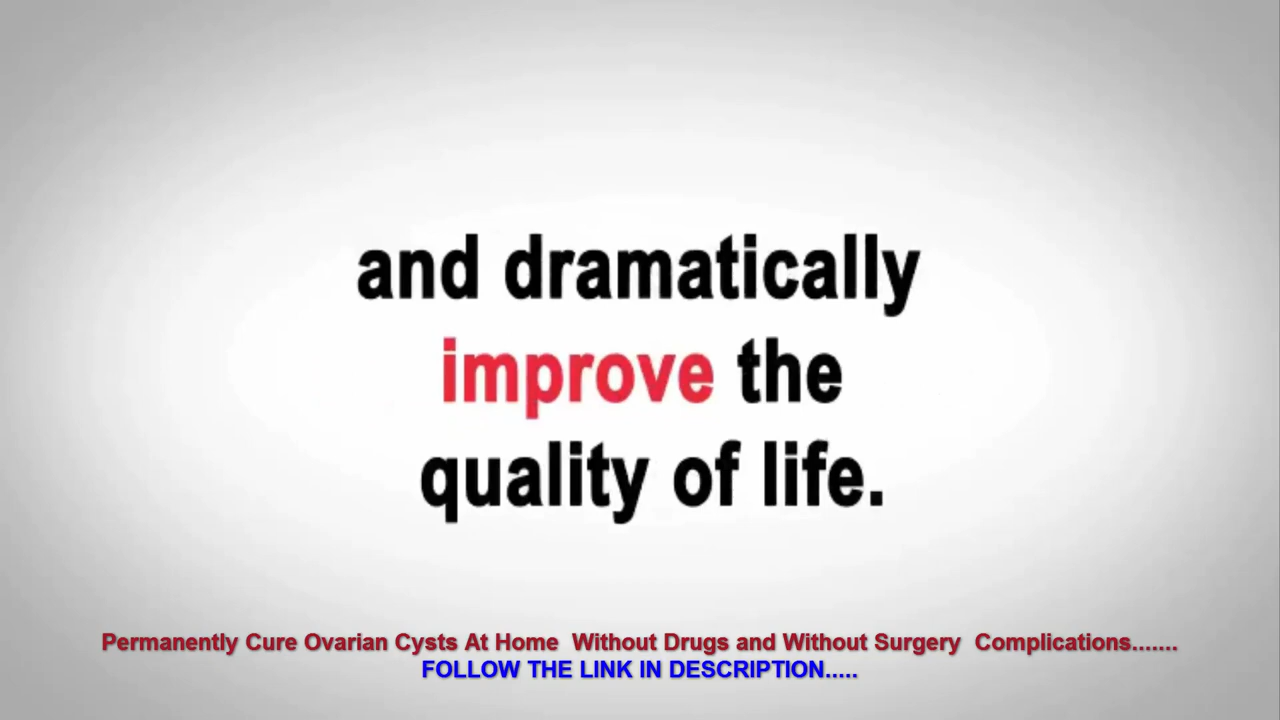 and dramatically
improve the
quality of life.
Permanently Cure Ovarian Cysts At Home  Without Drugs and Without Surgery  Complications.......
FOLLOW THE LINK IN DESCRIPTION.....